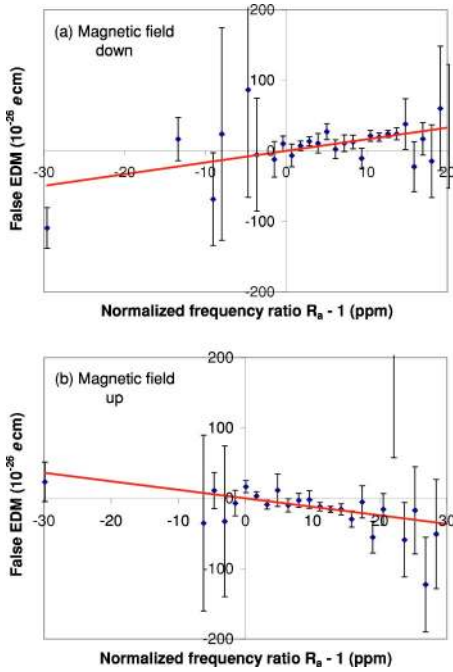 (a) Magnetic field
down
False EDM (10⁻²⁶ e cm)
200
100
0
-100
-200
-30
-20
-10
0
10
20
Normalized frequency ratio Rₐ - 1 (ppm)
(b) Magnetic field
up
False EDM (10⁻²⁶ e cm)
200
100
0
-100
-200
-30
-20
-10
0
10
20
30
Normalized frequency ratio Rₐ - 1 (ppm)